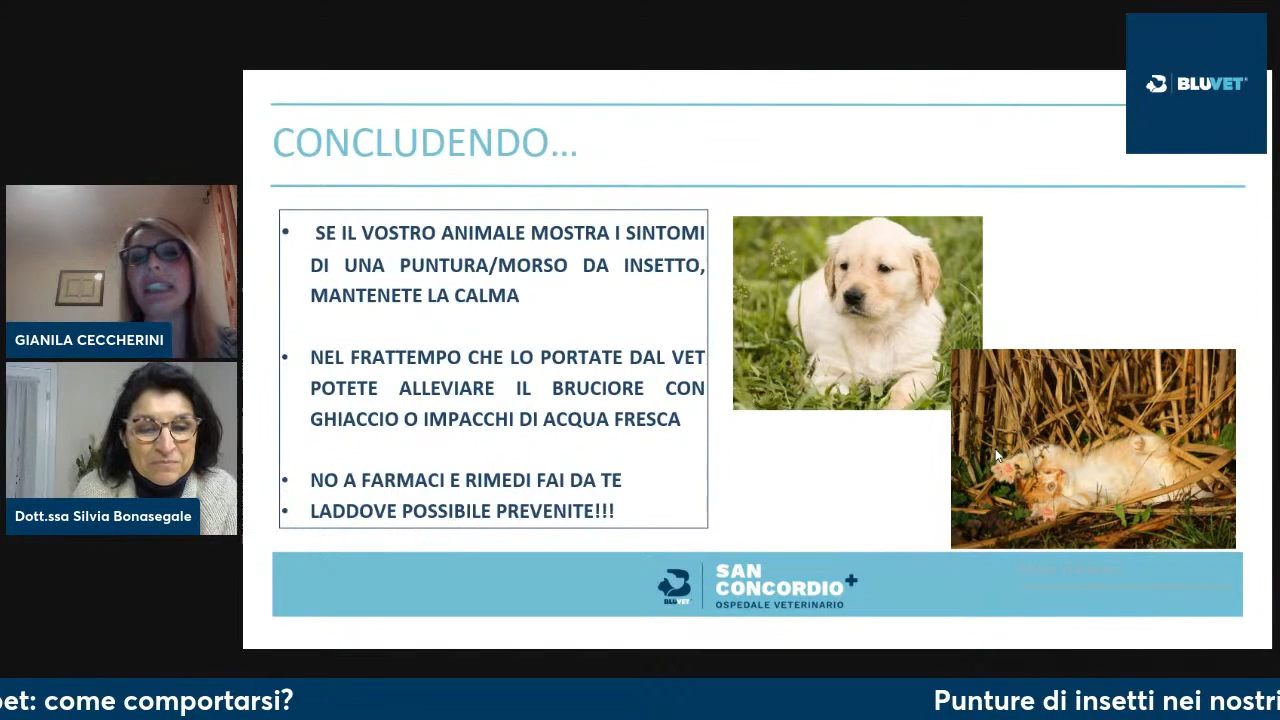 BLUVET
CONCLUDENDO...
• SE IL VOSTRO ANIMALE MOSTRA I SINTOMI
DI UNA PUNTURA/MORSO DA INSETTO,
MANTENETE LA CALMA
• NEL FRATTEMPO CHE LO PORTATE DAL VET
POTETE ALLEVIARE IL BRUCIORE CON
GHIACCIO O IMPACCHI DI ACQUA FRESCA
• NO A FARMACI E RIMEDI FAI DA TE
• LADDOVE POSSIBILE PREVENITE!!!
GIANILA CECCHERINI
Dott.ssa Silvia Bonasegale
BLUVET
SAN
CONCORDIO+
OSPEDALE VETERINARIO
pet: come comportarsi?
Punture di insetti nei nostri